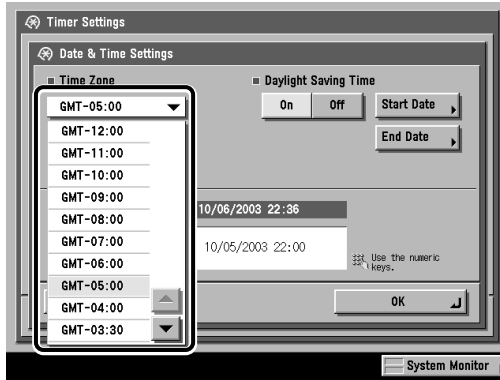 Timer Settings
Date & Time Settings
Time Zone
Daylight Saving Time
GMT-05:00
On
Off
Start Date
End Date
GMT-12:00
GMT-11:00
GMT-10:00
GMT-09:00
GMT-08:00
GMT-07:00
GMT-06:00
GMT-05:00
GMT-04:00
GMT-03:30
10/06/2003 22:36
10/05/2003 22:00
Use the numeric
keys.
OK
System Monitor